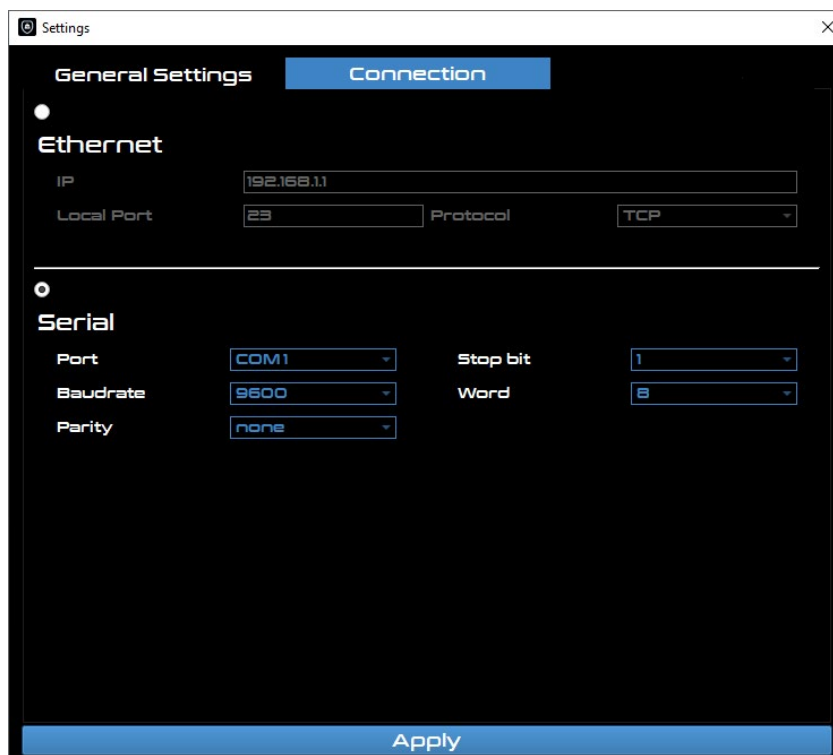 Settings
General Settings Connection
Ethernet
IP 192.168.1.1
Local Port 23 Protocol TCP
Serial
Port COM1 Stop bit 1
Baudrate 9600 Word 8
Parity none
Apply